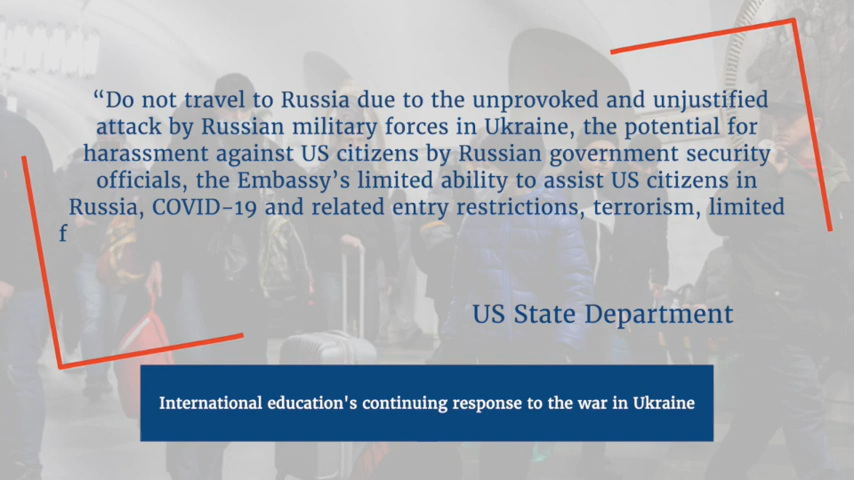 “Do not travel to Russia due to the unprovoked and unjustified
attack by Russian military forces in Ukraine, the potential for
harassment against US citizens by Russian government security
officials, the Embassy’s limited ability to assist US citizens in
Russia, COVID-19 and related entry restrictions, terrorism, limited
f
US State Department
International education's continuing response to the war in Ukraine